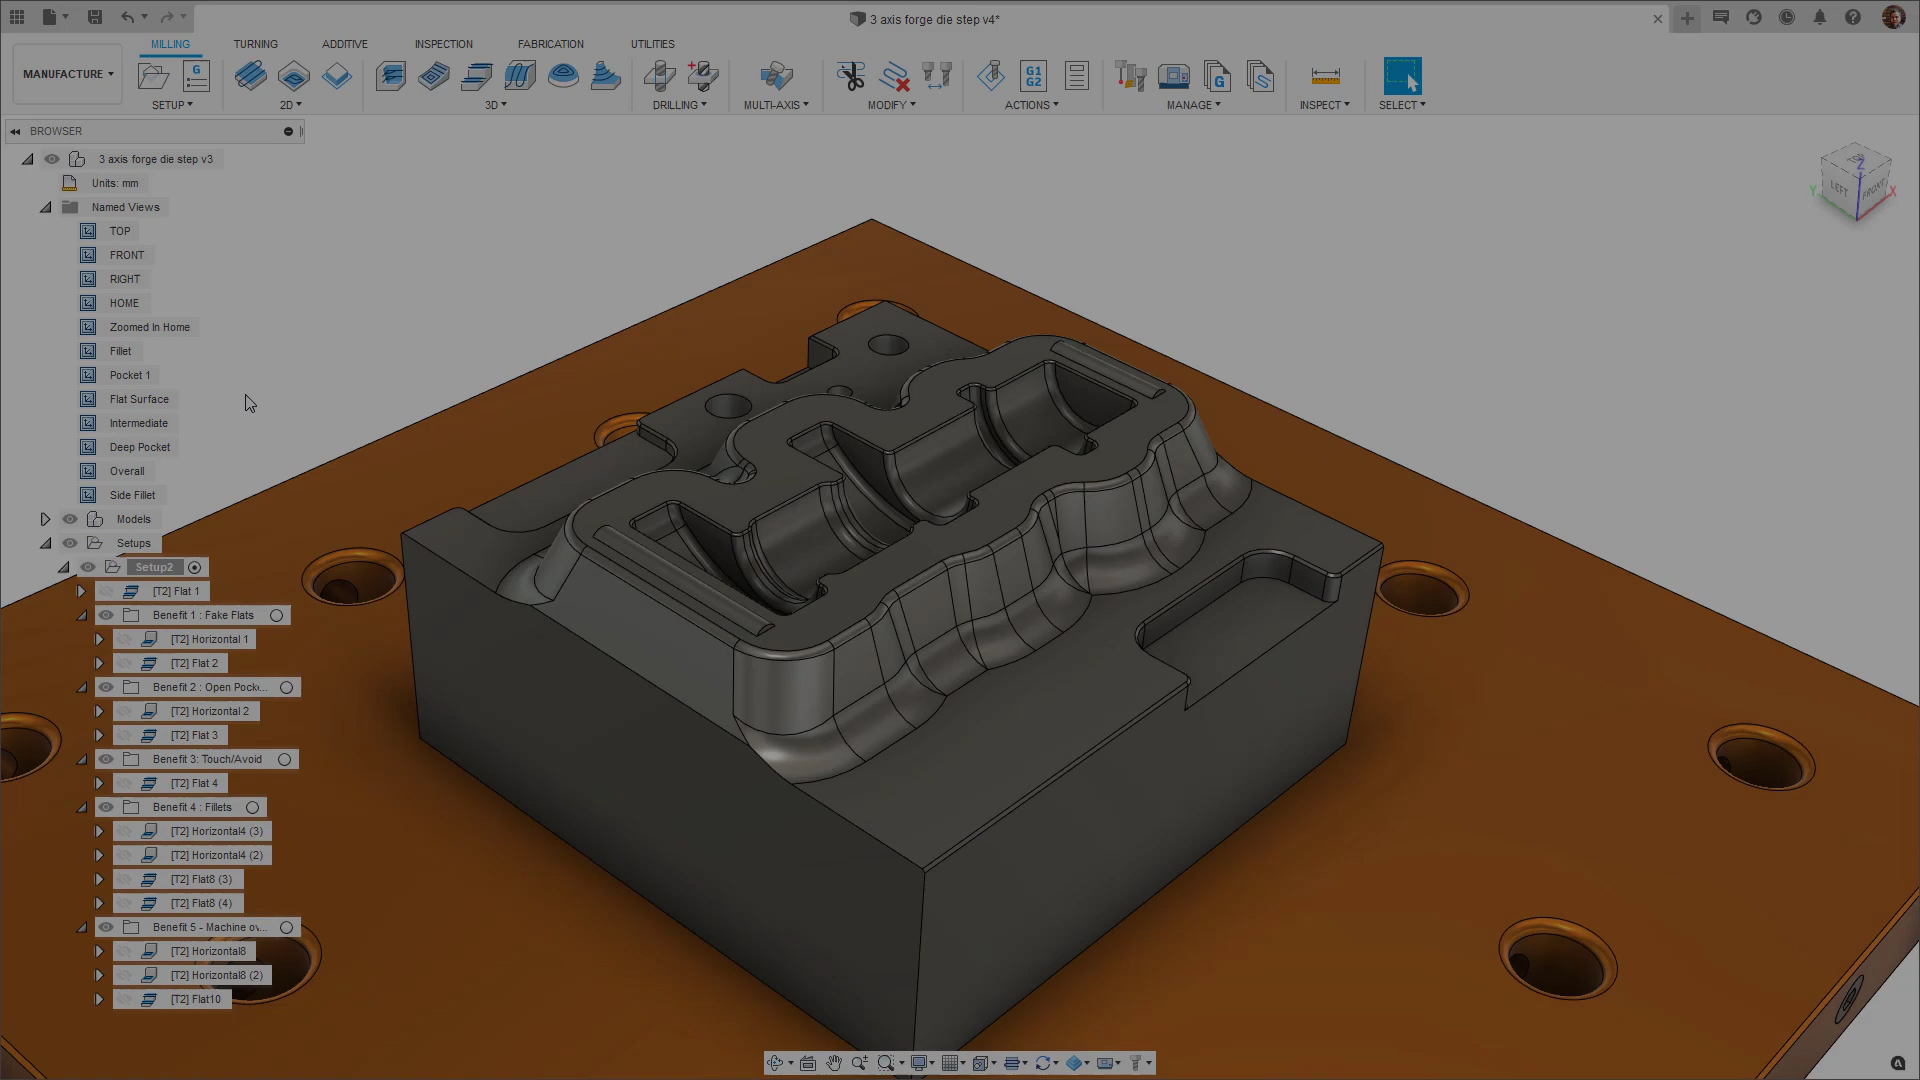 3 axis forge die step v4*
MILLING TURNING ADDITIVE INSPECTION FABRICATION UTILITIES
MANUFACTURE
G G1 G2 G
SETUP 2D 3D DRILLING MULTI-AXIS MODIFY ACTIONS MANAGE INSPECT SELECT
BROWSER
3 axis forge die step v3
Units: mm
Named Views
TOP
FRONT
RIGHT
HOME
Zoomed In Home
Fillet
Pocket 1
Flat Surface
Intermediate
Deep Pocket
Overall
Side Fillet
Models
Setups
Setup2
[T2] Flat 1
Benefit 1 : Fake Flats
[T2] Horizontal 1
[T2] Flat 2
Benefit 2 : Open Pocke...
[T2] Horizontal 2
[T2] Flat 3
Benefit 3: Touch/Avoid
[T2] Flat 4
Benefit 4 : Fillets
[T2] Horizontal4 (3)
[T2] Horizontal4 (2)
[T2] Flat8 (3)
[T2] Flat8 (4)
Benefit 5 - Machine ov...
[T2] Horizontal8
[T2] Horizontal8 (2)
[T2] Flat10
Z
Y LEFT FRONT X